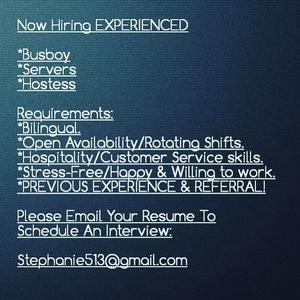 Now Hiring EXPERIENCED
*Busboy
*Servers
*Hostess
Requirements:
*Bilingual.
*Open Availability/Rotating Shifts.
*Hospitality/Customer Service skills.
*Stress-Free/Happy & Willing to work.
*PREVIOUS EXPERIENCE & REFERRAL!
Please Email Your Resume To
Schedule An Interview:
Stephanie513@gmail.com